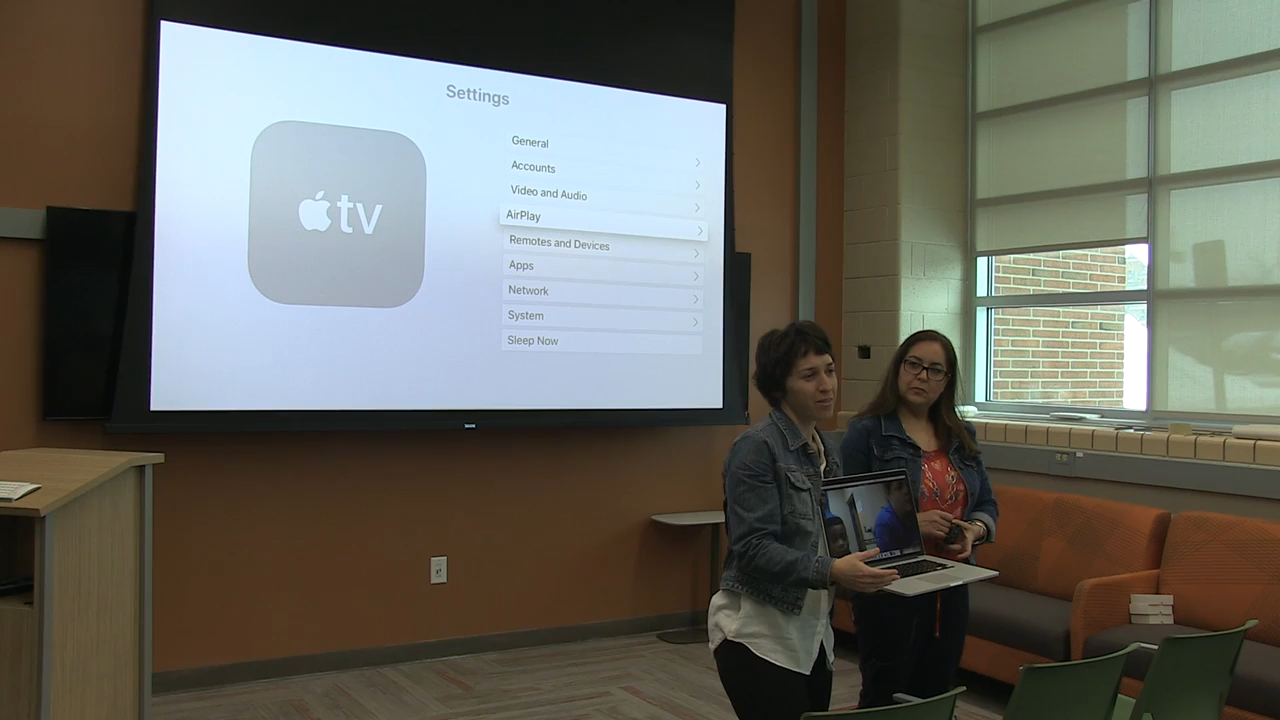 Settings
tv
General
Accounts
Video and Audio
AirPlay
Remotes and Devices
Apps
Network
System
Sleep Now